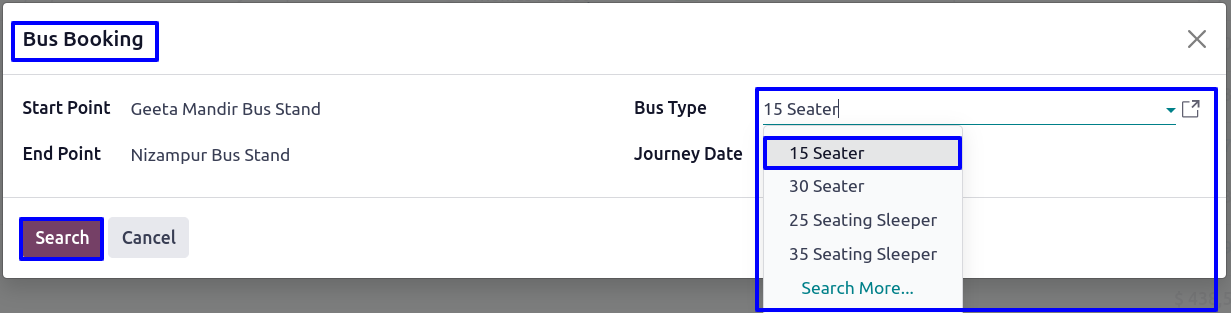 Bus Booking
Start Point Geeta Mandir Bus Stand
Bus Type 15 Seater
End Point Nizampur Bus Stand
Journey Date
15 Seater
30 Seater
25 Seating Sleeper
35 Seating Sleeper
Search More...
Search Cancel